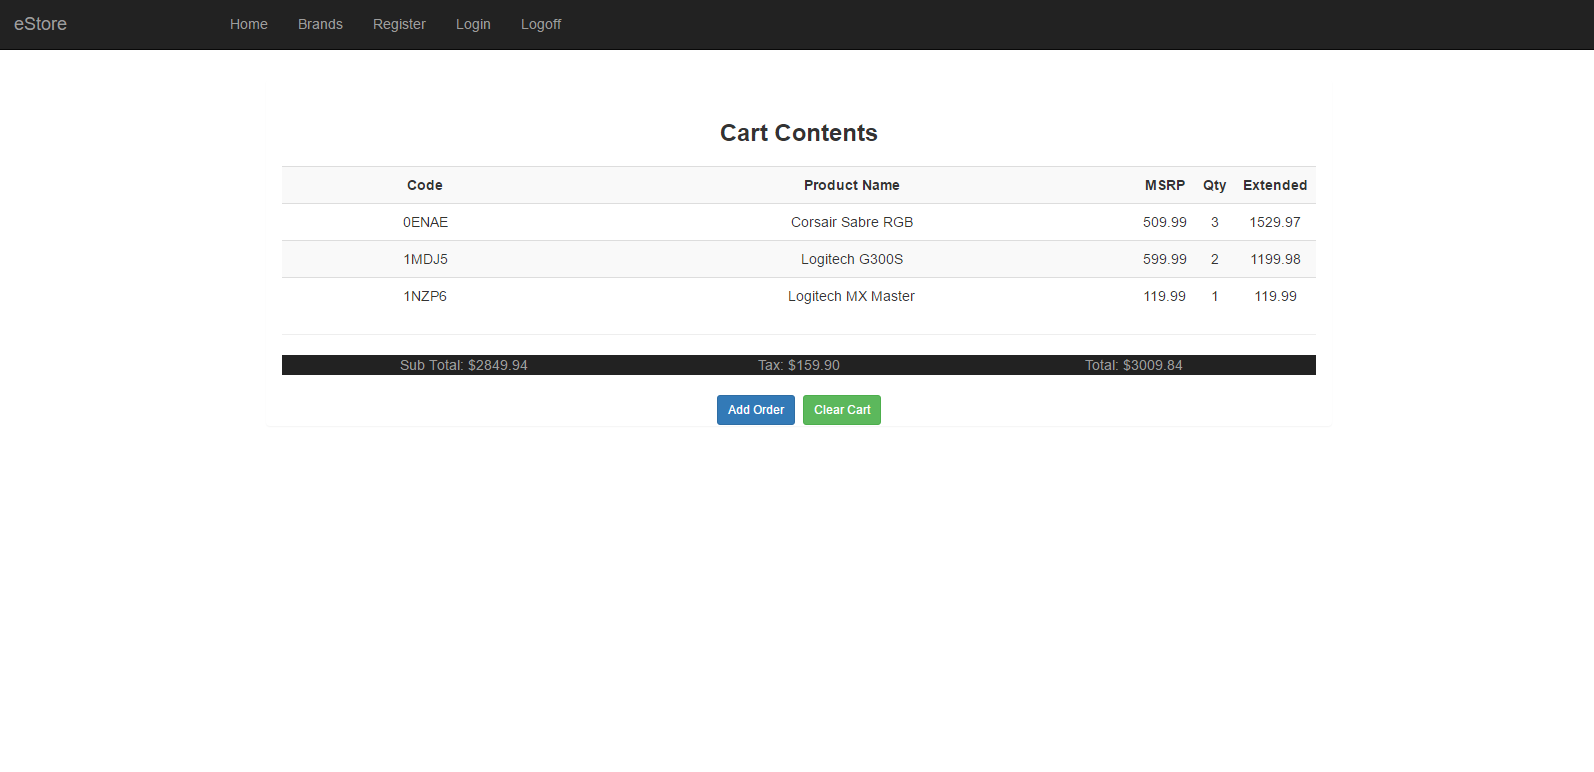 eStore Home Brands Register Login Logoff
Cart Contents
Code Product Name MSRP Qty Extended
0ENAE Corsair Sabre RGB 509.99 3 1529.97
1MDJ5 Logitech G300S 599.99 2 1199.98
1NZP6 Logitech MX Master 119.99 1 119.99
Sub Total: $2849.94 Tax: $159.90 Total: $3009.84
Add Order Clear Cart